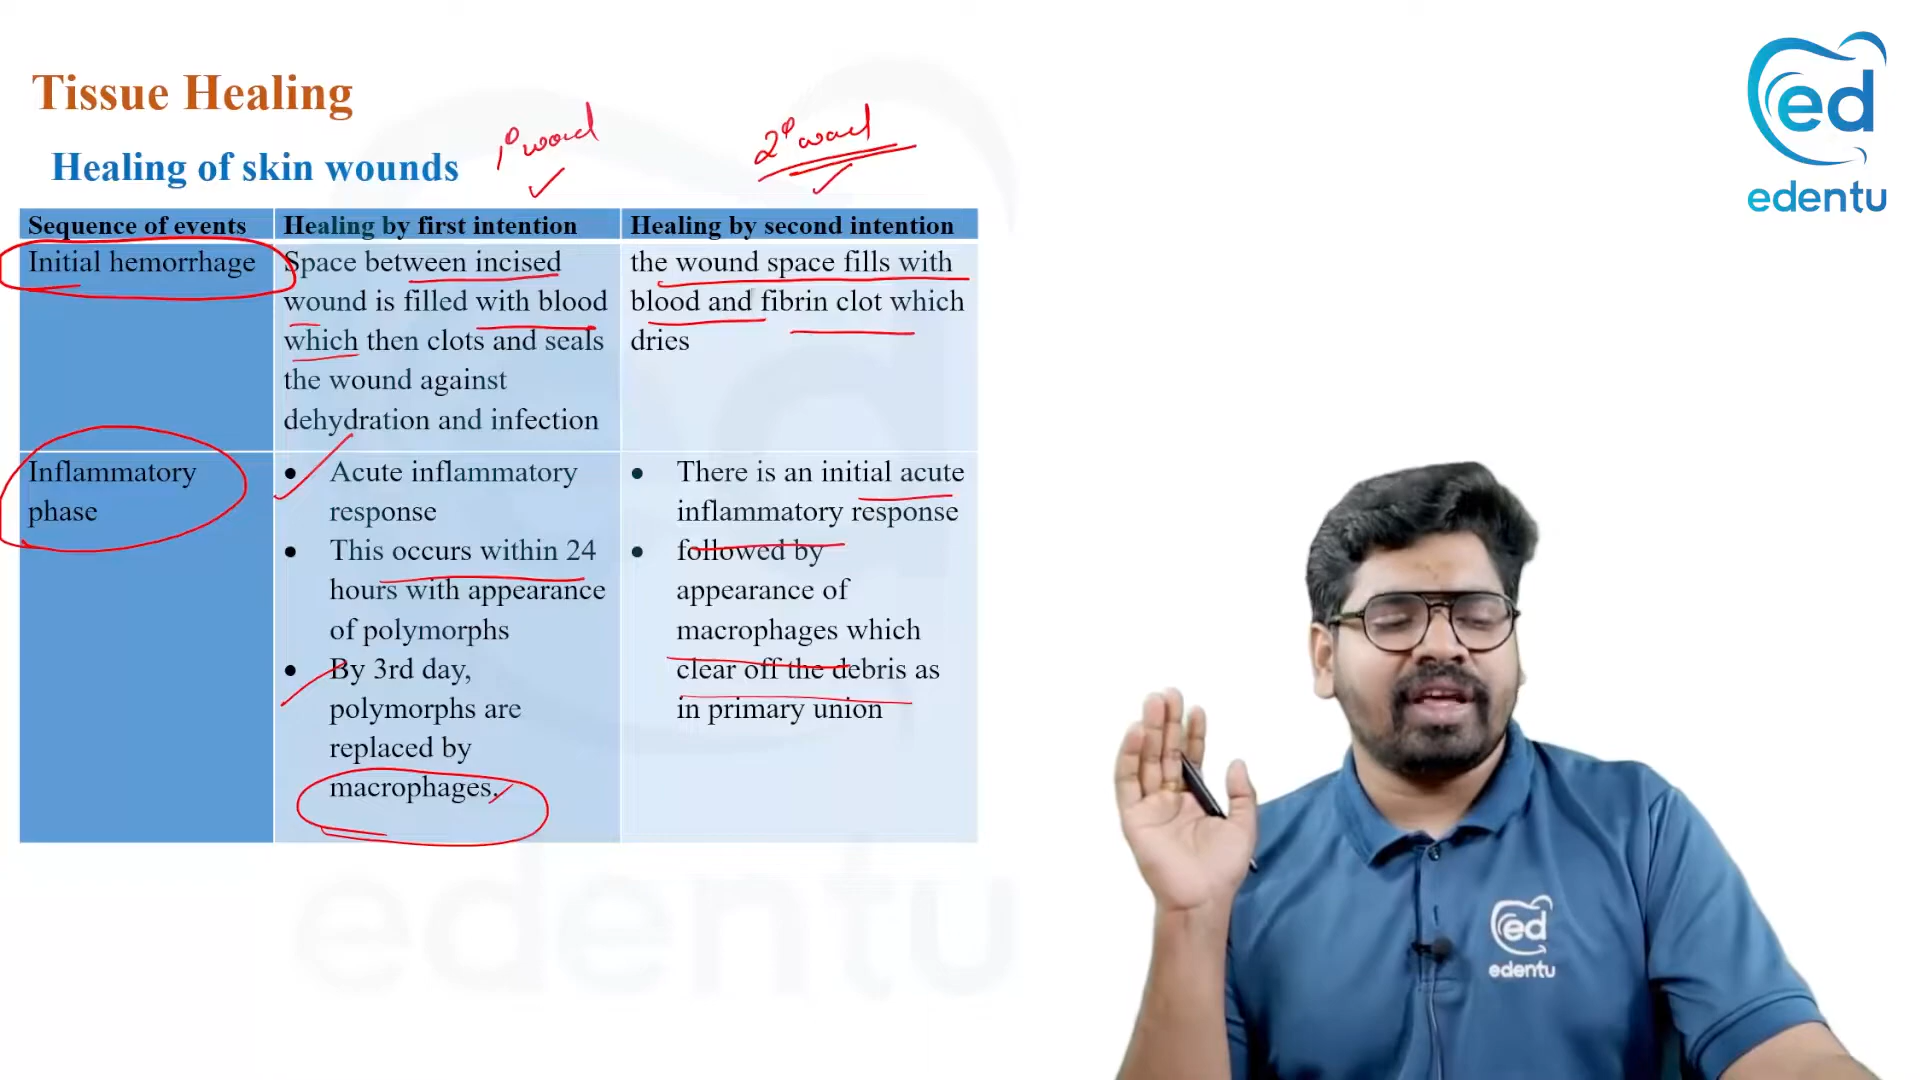 Tissue Healing
Healing of skin wounds
1° wound
2° wound
ed
edentu
Sequence of events
Healing by first intention
Healing by second intention
Initial hemorrhage
Space between incised
wound is filled with blood
which then clots and seals
the wound against
dehydration and infection
the wound space fills with
blood and fibrin clot which
dries
Inflammatory
phase
• Acute inflammatory
response
• This occurs within 24
hours with appearance
of polymorphs
• By 3rd day,
polymorphs are
replaced by
macrophages.
• There is an initial acute
inflammatory response
• followed by
appearance of
macrophages which
clear off the debris as
in primary union
edentu
ed
edentu